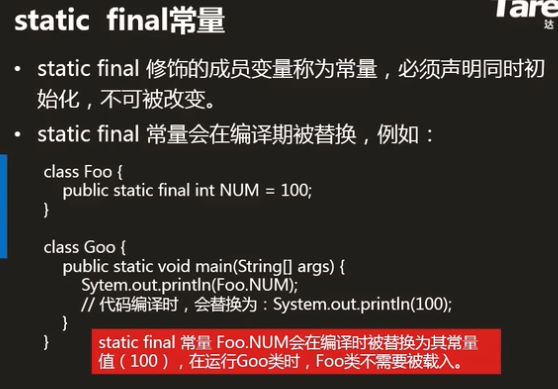 static final常量
Tare
达
• static final 修饰的成员变量称为常量，必须声明同时初
始化，不可被改变。
• static final 常量会在编译期被替换，例如：
class Foo {
public static final int NUM = 100;
}
class Goo {
public static void main(String[] args) {
Sytem.out.println(Foo.NUM);
// 代码编译时，会替换为：System.out.println(100);
}
}
static final 常量 Foo.NUM会在编译时被替换为其常量
值（100），在运行Goo类时，Foo类不需要被载入。